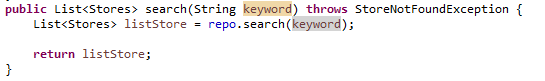 public List<Stores> search(String keyword) throws StoreNotFoundException {
    List<Stores> listStore = repo.search(keyword);

    return listStore;
}